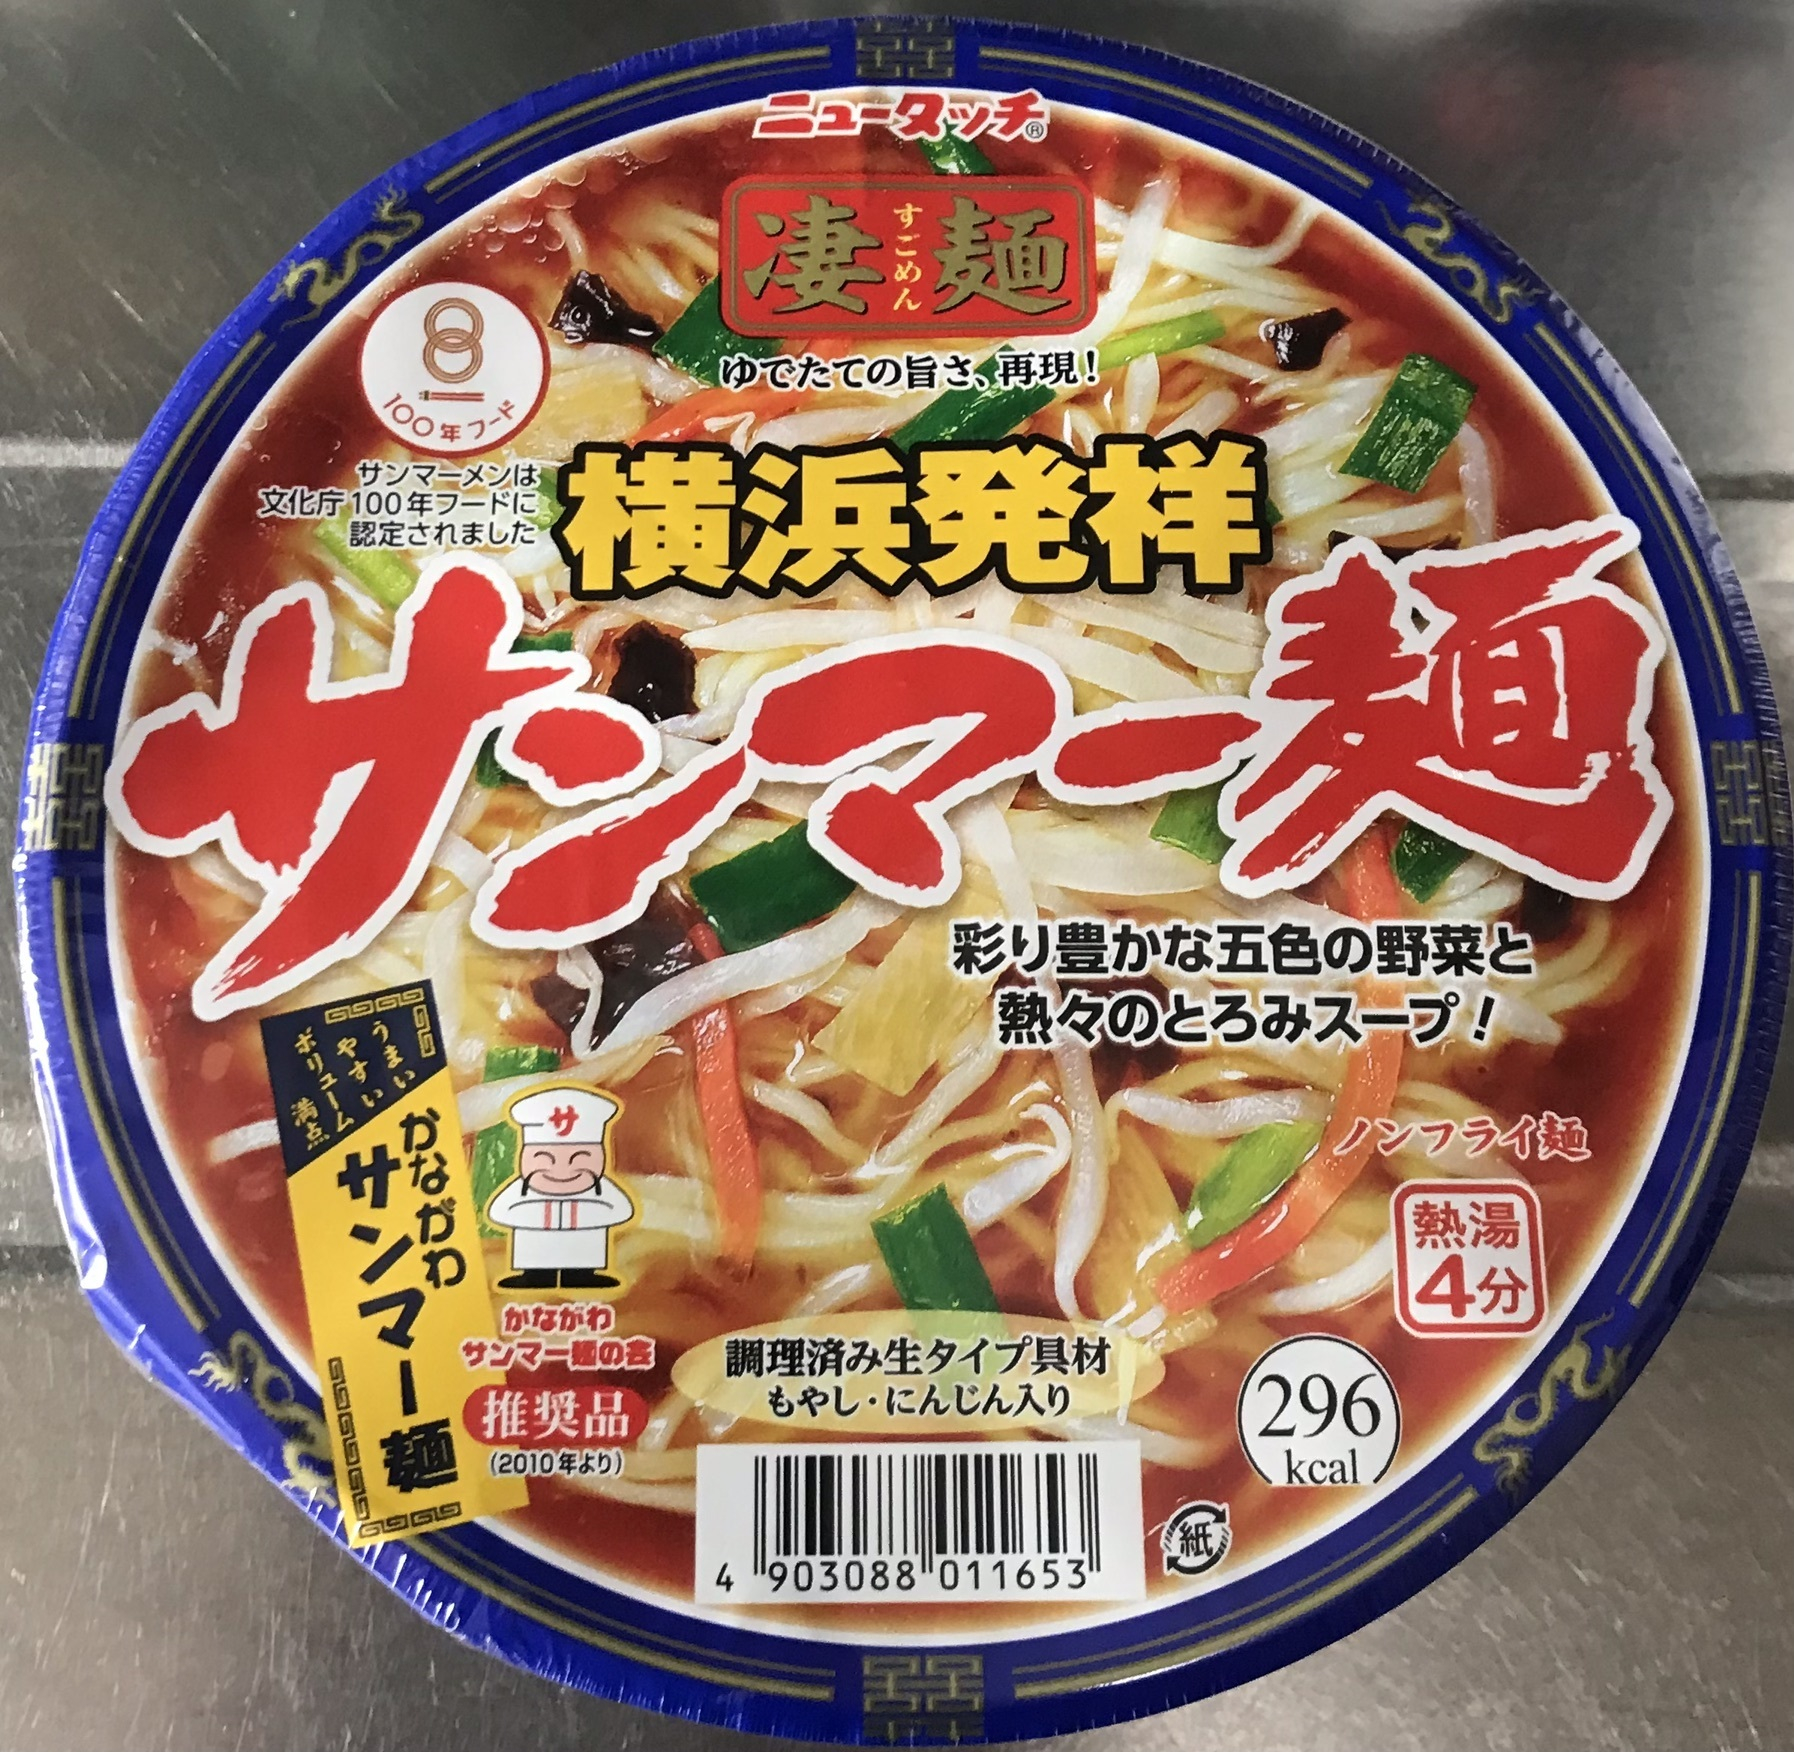 ニュータッチ®
凄麺
すごめん
ゆでたての旨さ、再現！
100年フード
サンマーメンは
文化庁100年フードに
認定されました
横浜発祥
サンマー麺
彩り豊かな五色の野菜と
熱々のとろみスープ！
うまい
やすい
ボリューム満点
かながわ
サンマー麺
サ
かながわ
サンマー麺の会
推奨品
(2010年より)
ノンフライ麺
熱湯
4分
調理済み生タイプ具材
もやし・にんじん入り
296
kcal
紙
4 903088 011653